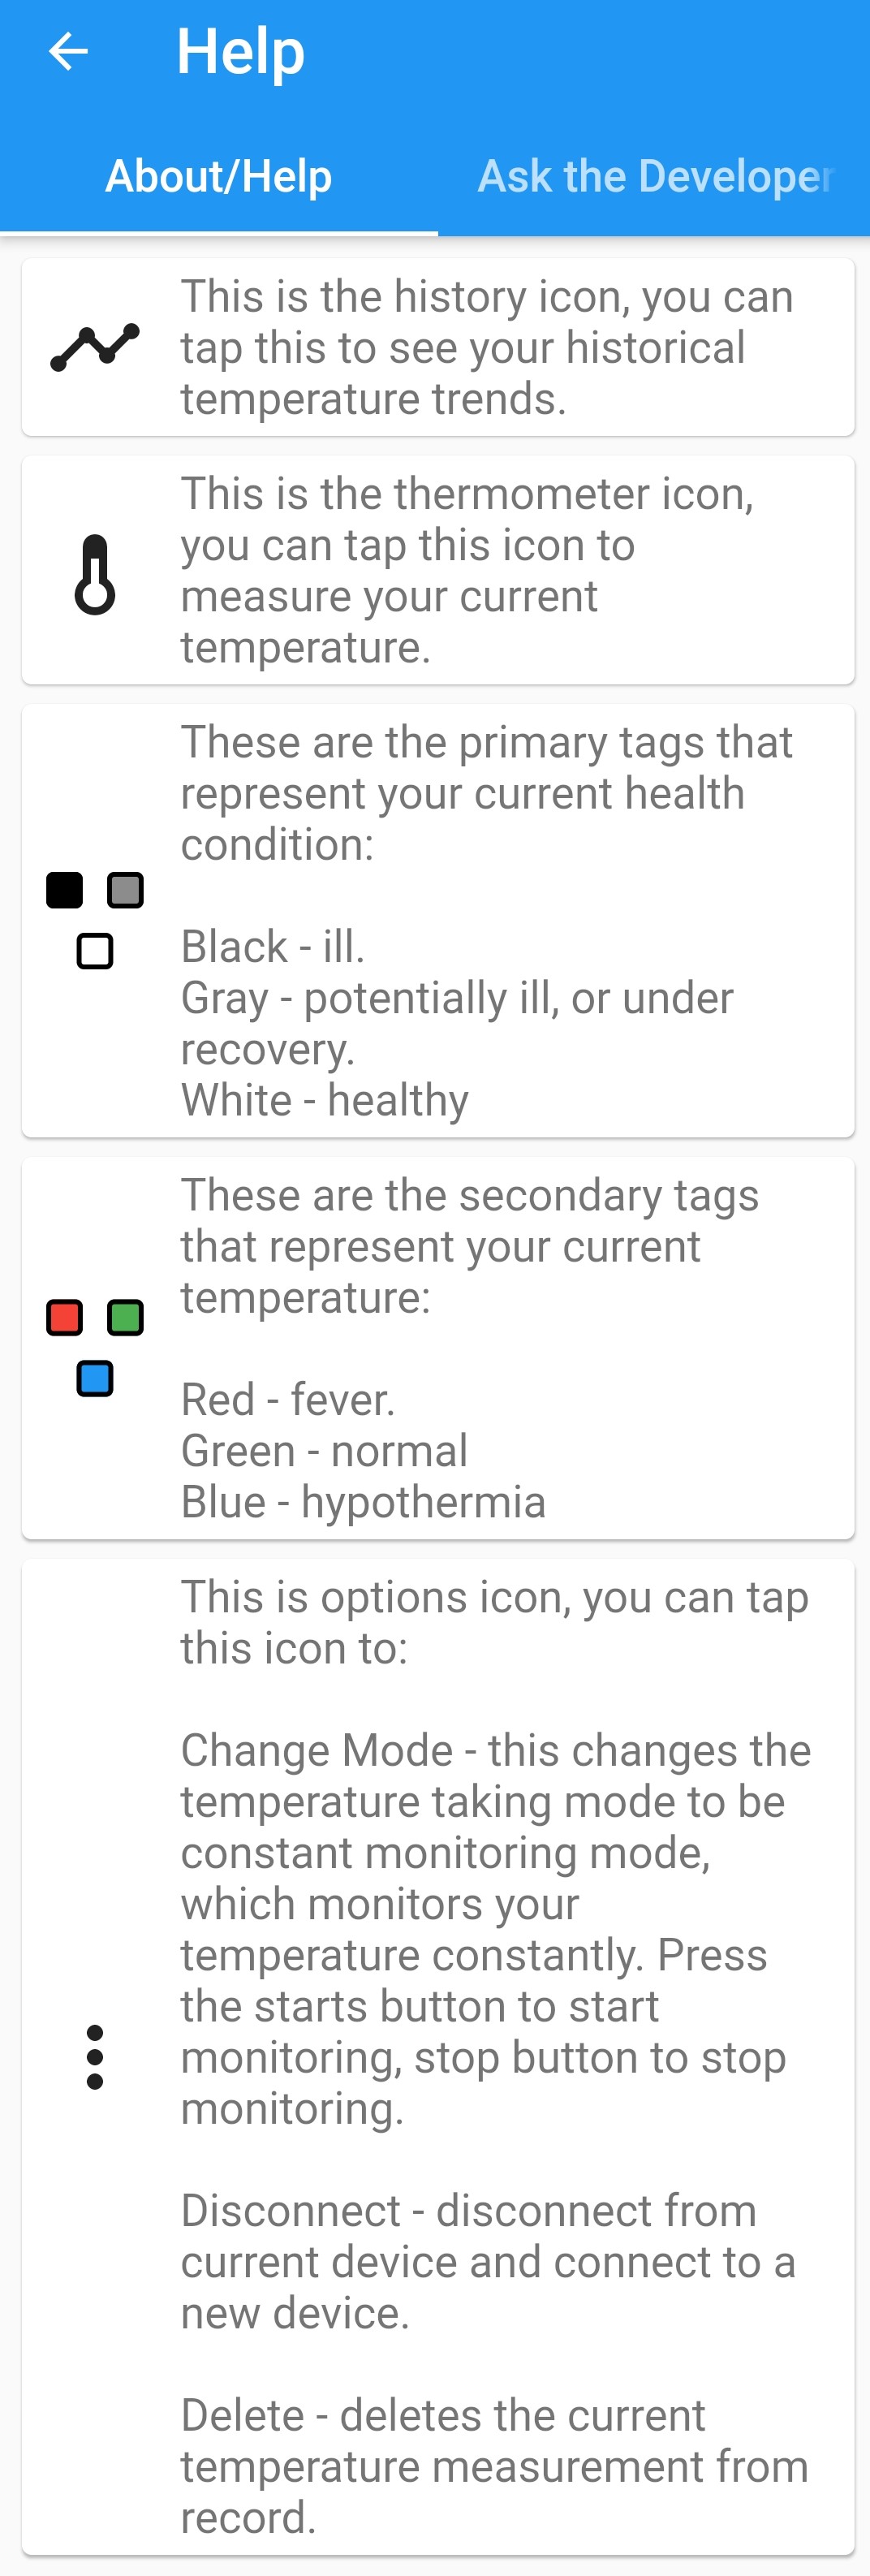 Help
About/Help
Ask the Developer
This is the history icon, you can
tap this to see your historical
temperature trends.
This is the thermometer icon,
you can tap this icon to
measure your current
temperature.
These are the primary tags that
represent your current health
condition:
Black - ill.
Gray - potentially ill, or under
recovery.
White - healthy
These are the secondary tags
that represent your current
temperature:
Red - fever.
Green - normal
Blue - hypothermia
This is options icon, you can tap
this icon to:
Change Mode - this changes the
temperature taking mode to be
constant monitoring mode,
which monitors your
temperature constantly. Press
the starts button to start
monitoring, stop button to stop
monitoring.
Disconnect - disconnect from
current device and connect to a
new device.
Delete - deletes the current
temperature measurement from
record.